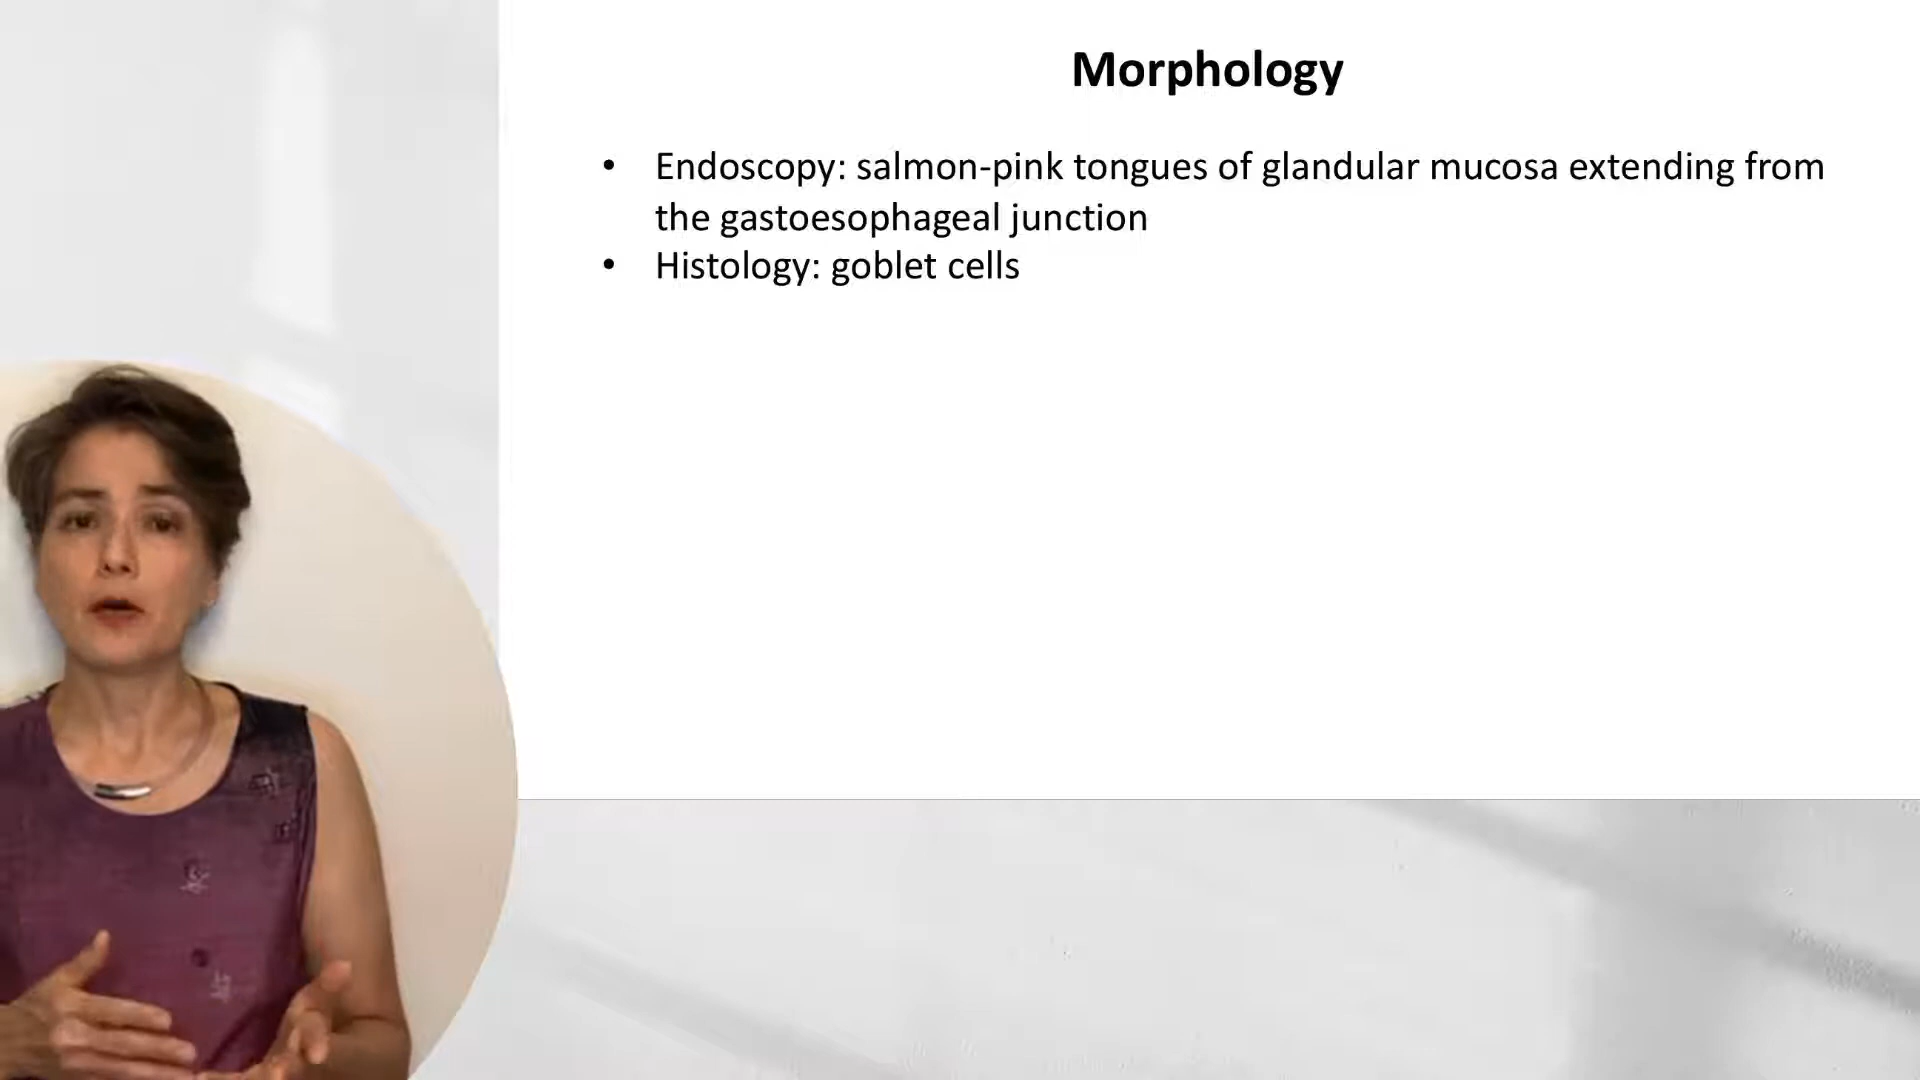 Morphology
• Endoscopy: salmon-pink tongues of glandular mucosa extending from
the gastoesophageal junction
• Histology: goblet cells